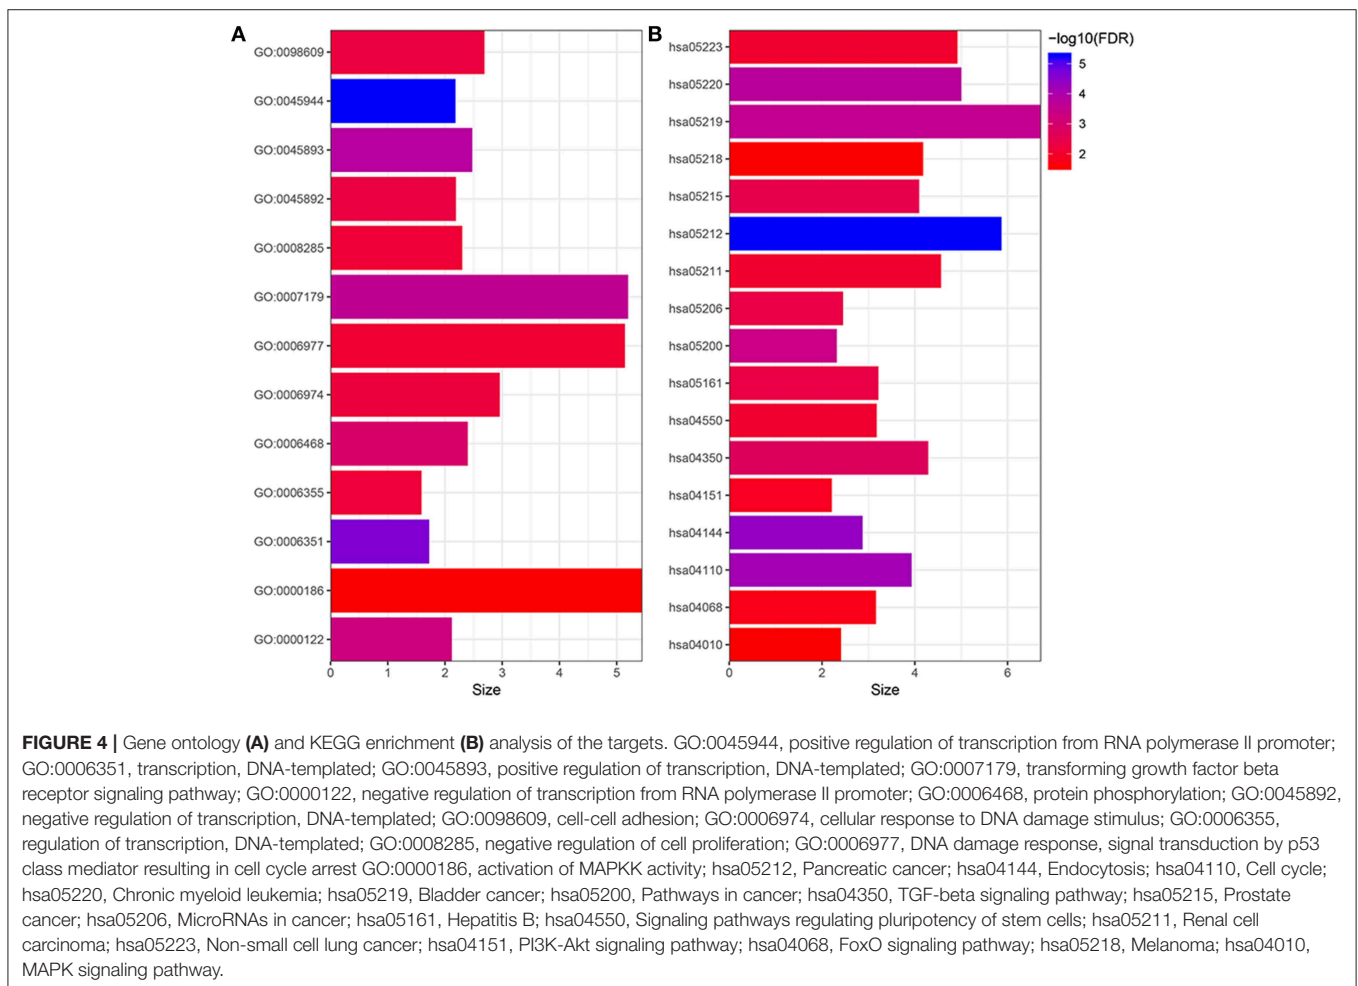 A
GO:0098609
GO:0045944
GO:0045893
GO:0045892
GO:0008285
GO:0007179
GO:0006977
GO:0006974
GO:0006468
GO:0006355
GO:0006351
GO:0000186
GO:0000122
0 1 2 3 4 5
Size
B
hsa05223
hsa05220
hsa05219
hsa05218
hsa05215
hsa05212
hsa05211
hsa05206
hsa05200
hsa05161
hsa04550
hsa04350
hsa04151
hsa04144
hsa04110
hsa04068
hsa04010
0 2 4 6
Size
−log10(FDR)
5
4
3
2
FIGURE 4 | Gene ontology (A) and KEGG enrichment (B) analysis of the targets. GO:0045944, positive regulation of transcription from RNA polymerase II promoter;
GO:0006351, transcription, DNA-templated; GO:0045893, positive regulation of transcription, DNA-templated; GO:0007179, transforming growth factor beta
receptor signaling pathway; GO:0000122, negative regulation of transcription from RNA polymerase II promoter; GO:0006468, protein phosphorylation; GO:0045892,
negative regulation of transcription, DNA-templated; GO:0098609, cell-cell adhesion; GO:0006974, cellular response to DNA damage stimulus; GO:0006355,
regulation of transcription, DNA-templated; GO:0008285, negative regulation of cell proliferation; GO:0006977, DNA damage response, signal transduction by p53
class mediator resulting in cell cycle arrest GO:0000186, activation of MAPKK activity; hsa05212, Pancreatic cancer; hsa04144, Endocytosis; hsa04110, Cell cycle;
hsa05220, Chronic myeloid leukemia; hsa05219, Bladder cancer; hsa05200, Pathways in cancer; hsa04350, TGF-beta signaling pathway; hsa05215, Prostate
cancer; hsa05206, MicroRNAs in cancer; hsa05161, Hepatitis B; hsa04550, Signaling pathways regulating pluripotency of stem cells; hsa05211, Renal cell
carcinoma; hsa05223, Non-small cell lung cancer; hsa04151, PI3K-Akt signaling pathway; hsa04068, FoxO signaling pathway; hsa05218, Melanoma; hsa04010,
MAPK signaling pathway.